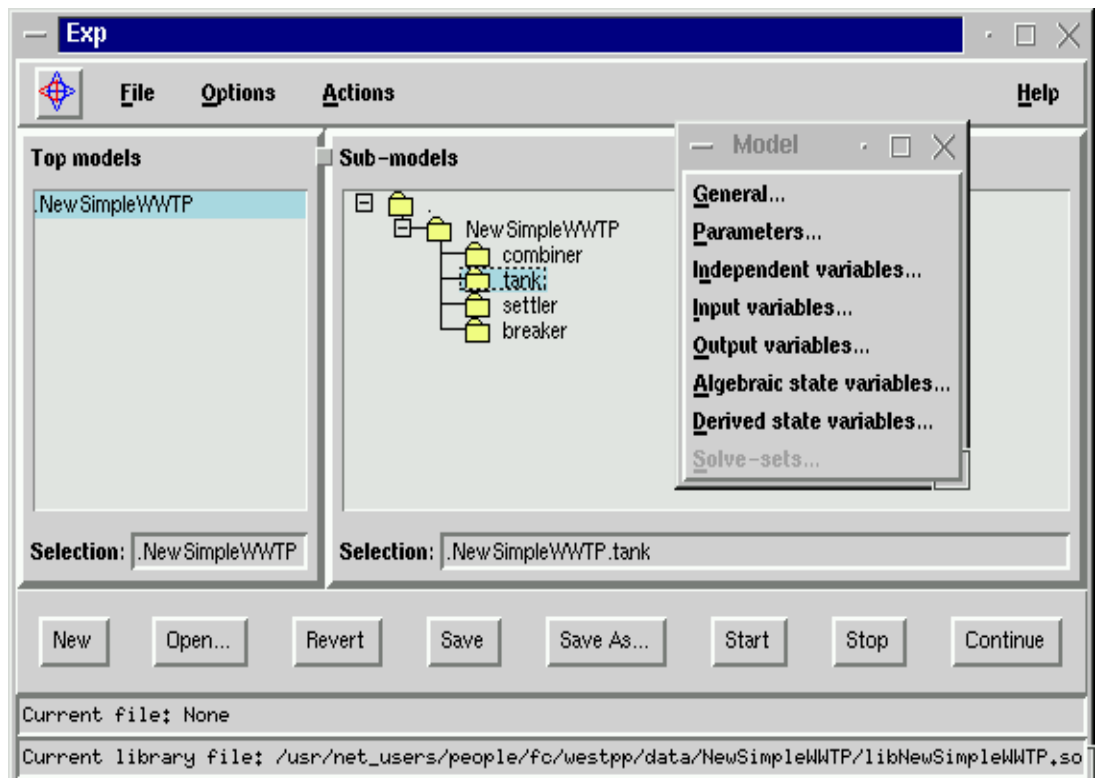 Exp
File Options Actions Help
Top models
.NewSimpleWWTP
Selection: .NewSimpleWWTP
Sub-models
.
NewSimpleWWTP
combiner
tank
settler
breaker
Selection: .NewSimpleWWTP.tank
Model
General...
Parameters...
Independent variables...
Input variables...
Output variables...
Algebraic state variables...
Derived state variables...
Solve-sets...
New Open... Revert Save Save As... Start Stop Continue
Current file: None
Current library file: /usr/net_users/people/fc/westpp/data/NewSimpleWWTP/libNewSimpleWWTP.so